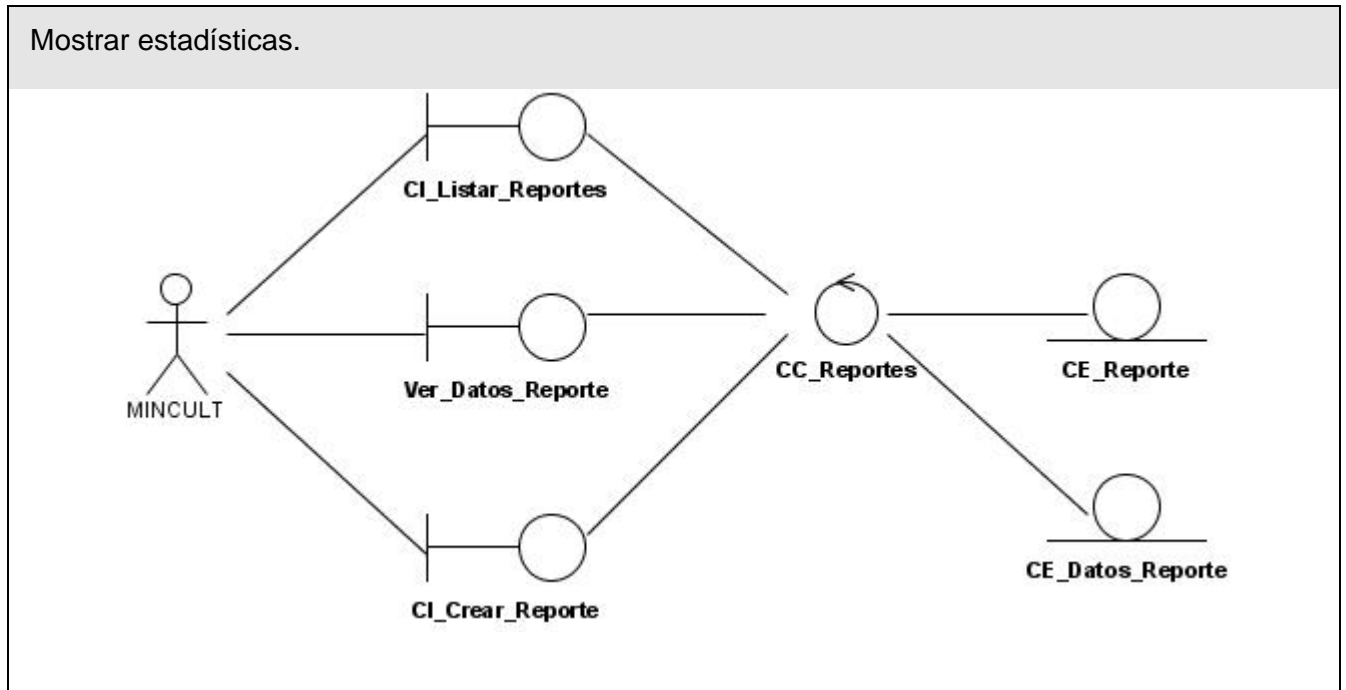 Mostrar estadísticas.
CI_Listar_Reportes
Ver_Datos_Reporte
MINCULT
CC_Reportes
CE_Reporte
CE_Datos_Reporte
CI_Crear_Reporte